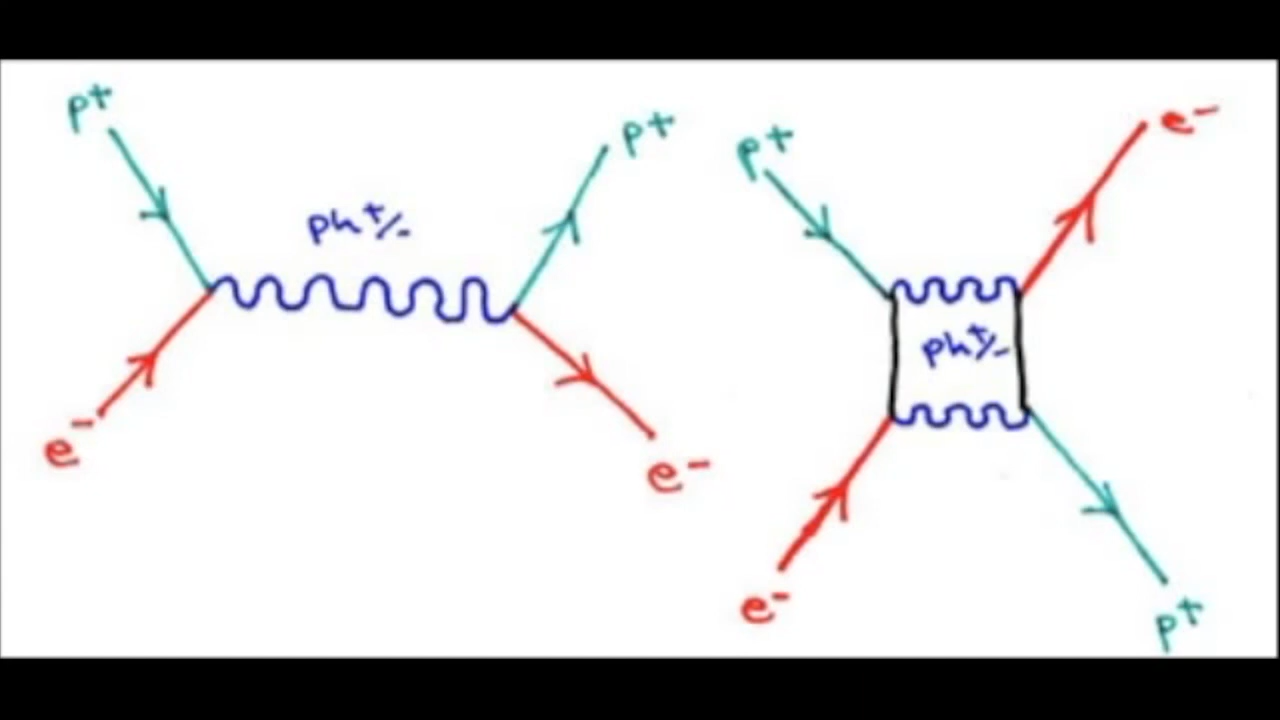 p+
p+
ph +/-
e-
e-
p+
e-
ph +/-
e-
p+